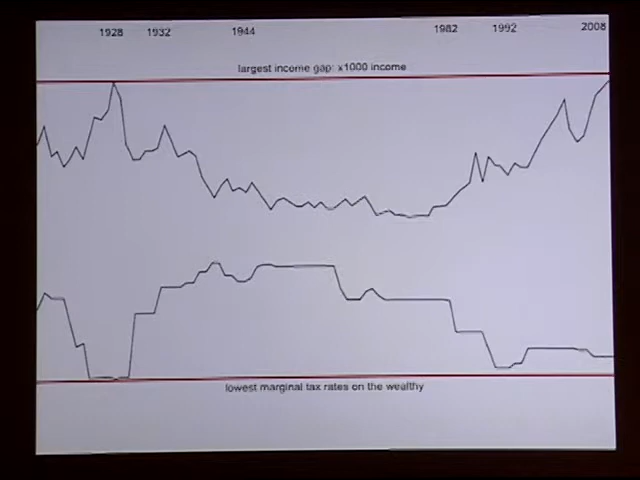 1928 1932 1944 1982 1992 2008
largest income gap: x1000 income
lowest marginal tax rates on the wealthy